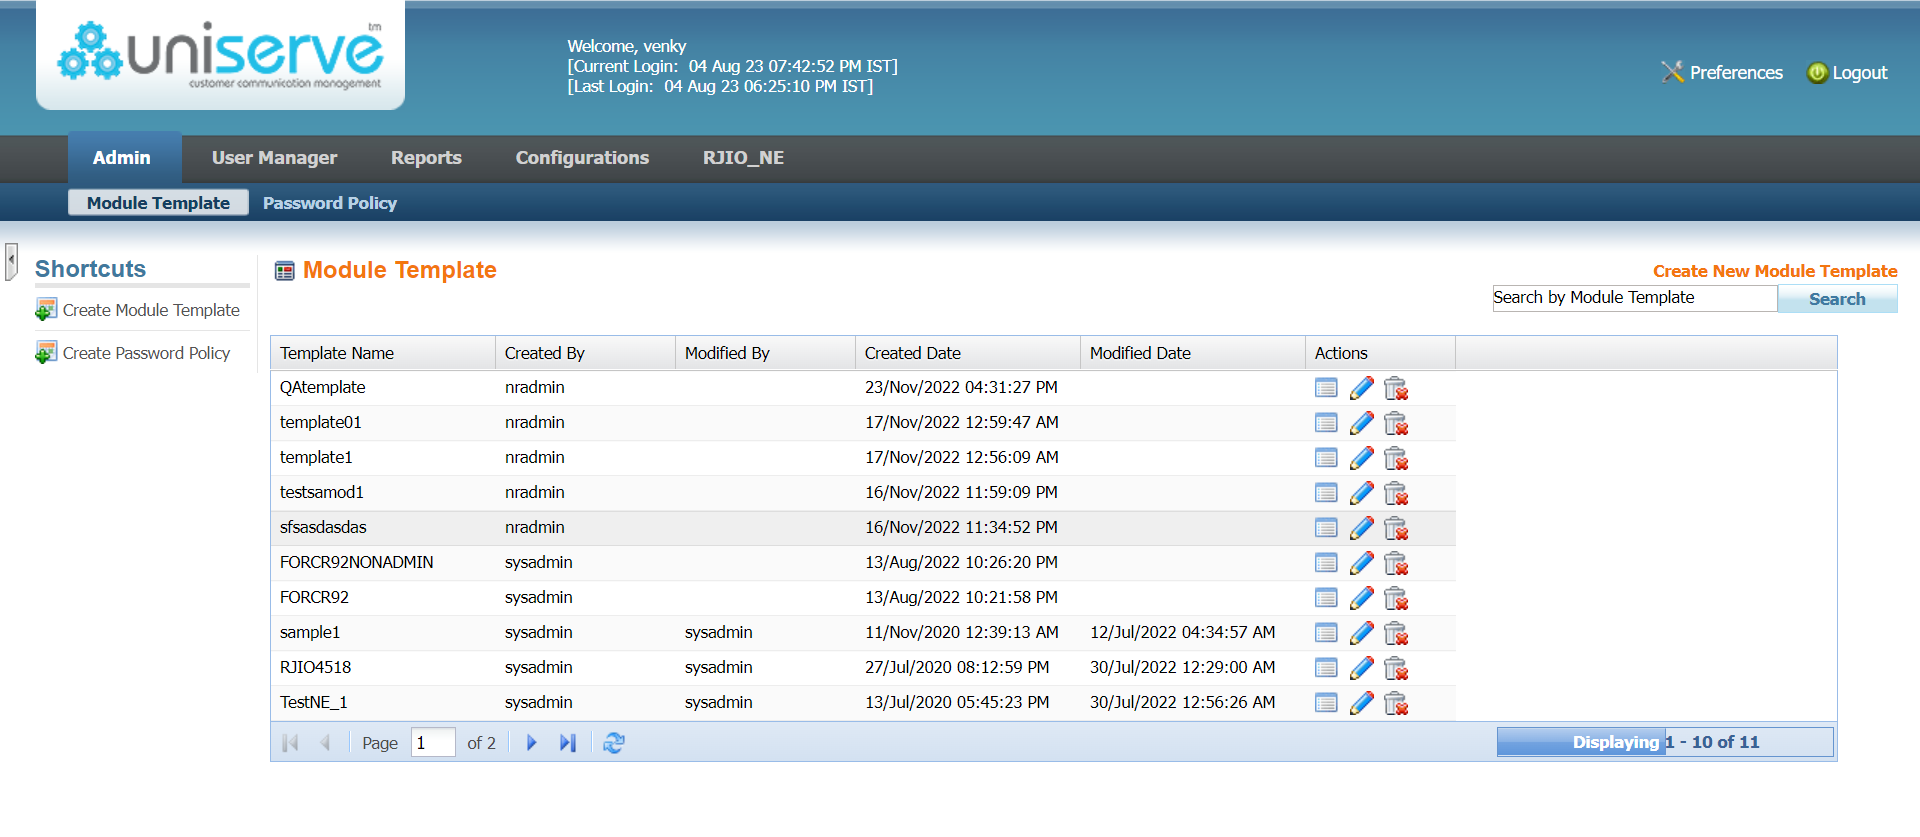 uniserve tm
customer communication management
Welcome, venky
[Current Login: 04 Aug 23 07:42:52 PM IST]
[Last Login: 04 Aug 23 06:25:10 PM IST]
Preferences
Logout
Admin User Manager Reports Configurations RJIO_NE
Module Template Password Policy
Shortcuts
Create Module Template
Create Password Policy
Module Template
Create New Module Template
Search by Module Template Search
Template Name Created By Modified By Created Date Modified Date Actions
QAtemplate nradmin 23/Nov/2022 04:31:27 PM
template01 nradmin 17/Nov/2022 12:59:47 AM
template1 nradmin 17/Nov/2022 12:56:09 AM
testsamod1 nradmin 16/Nov/2022 11:59:09 PM
sfsasdasdas nradmin 16/Nov/2022 11:34:52 PM
FORCR92NONADMIN sysadmin 13/Aug/2022 10:26:20 PM
FORCR92 sysadmin 13/Aug/2022 10:21:58 PM
sample1 sysadmin sysadmin 11/Nov/2020 12:39:13 AM 12/Jul/2022 04:34:57 AM
RJIO4518 sysadmin sysadmin 27/Jul/2020 08:12:59 PM 30/Jul/2022 12:29:00 AM
TestNE_1 sysadmin sysadmin 13/Jul/2020 05:45:23 PM 30/Jul/2022 12:56:26 AM
Page 1 of 2
Displaying 1 - 10 of 11